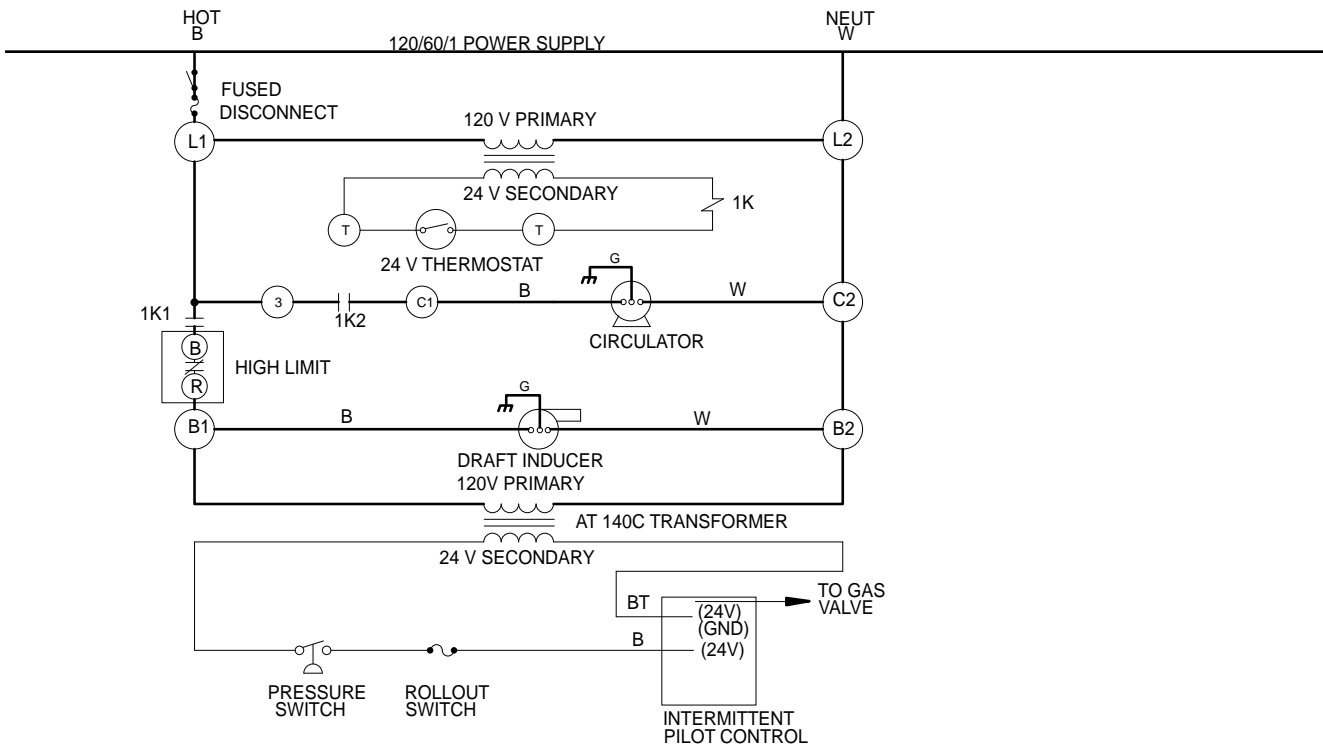 HOT
B
NEUT
W
120/60/1 POWER SUPPLY
FUSED
DISCONNECT
L1
120 V PRIMARY
L2
24 V SECONDARY
1K
T
T
24 V THERMOSTAT
G
3
1K2
C1
B
W
C2
CIRCULATOR
1K1
B
R
HIGH LIMIT
G
B1
B
W
B2
DRAFT INDUCER
120V PRIMARY
AT 140C TRANSFORMER
24 V SECONDARY
TO GAS
VALVE
BT
(24V)
(GND)
B
(24V)
PRESSURE
SWITCH
ROLLOUT
SWITCH
INTERMITTENT
PILOT CONTROL